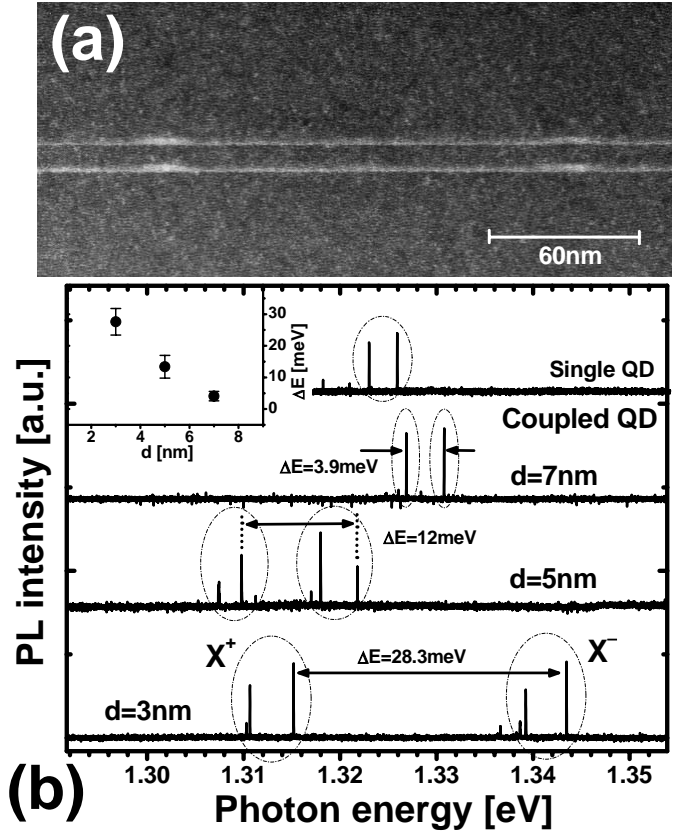 (a)
60nm
30
20
10
0
ΔE [meV]
2 4 6 8
d [nm]
Single QD
Coupled QD
ΔE=3.9meV
d=7nm
ΔE=12meV
d=5nm
X⁺
ΔE=28.3meV
X⁻
d=3nm
PL intensity [a.u.]
1.30 1.31 1.32 1.33 1.34 1.35
(b)
Photon energy [eV]